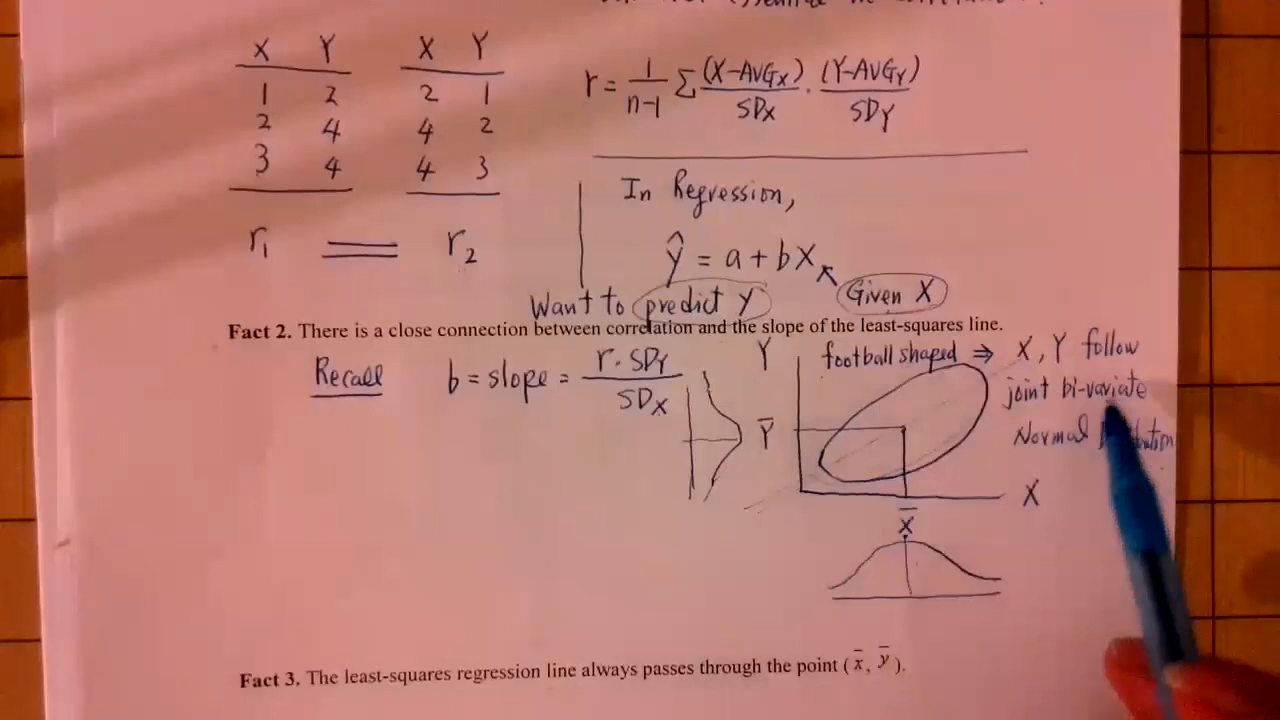 X Y X Y
1 2 2 1
2 4 4 2
3 4 4 3
r1 = r2
r = 1/(n-1) Σ (X-AVGx)/SDx · (Y-AVGY)/SDY
In Regression,
ŷ = a + bX
Want to predict Y Given X
Fact 2. There is a close connection between correlation and the slope of the least-squares line.
Recall b = slope = r · SDY / SDX
Y football shaped ⇒ X, Y follow
joint bi-variate
Normal
Y̅
X
X̅
Fact 3. The least-squares regression line always passes through the point ( x̅, y̅ ).